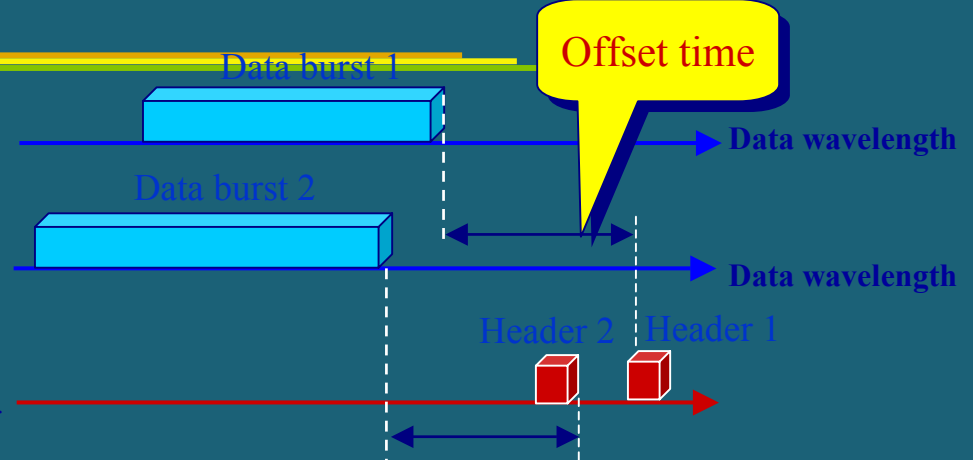 Offset time
Data burst 1
Data wavelength
Data burst 2
Data wavelength
Header 2
Header 1